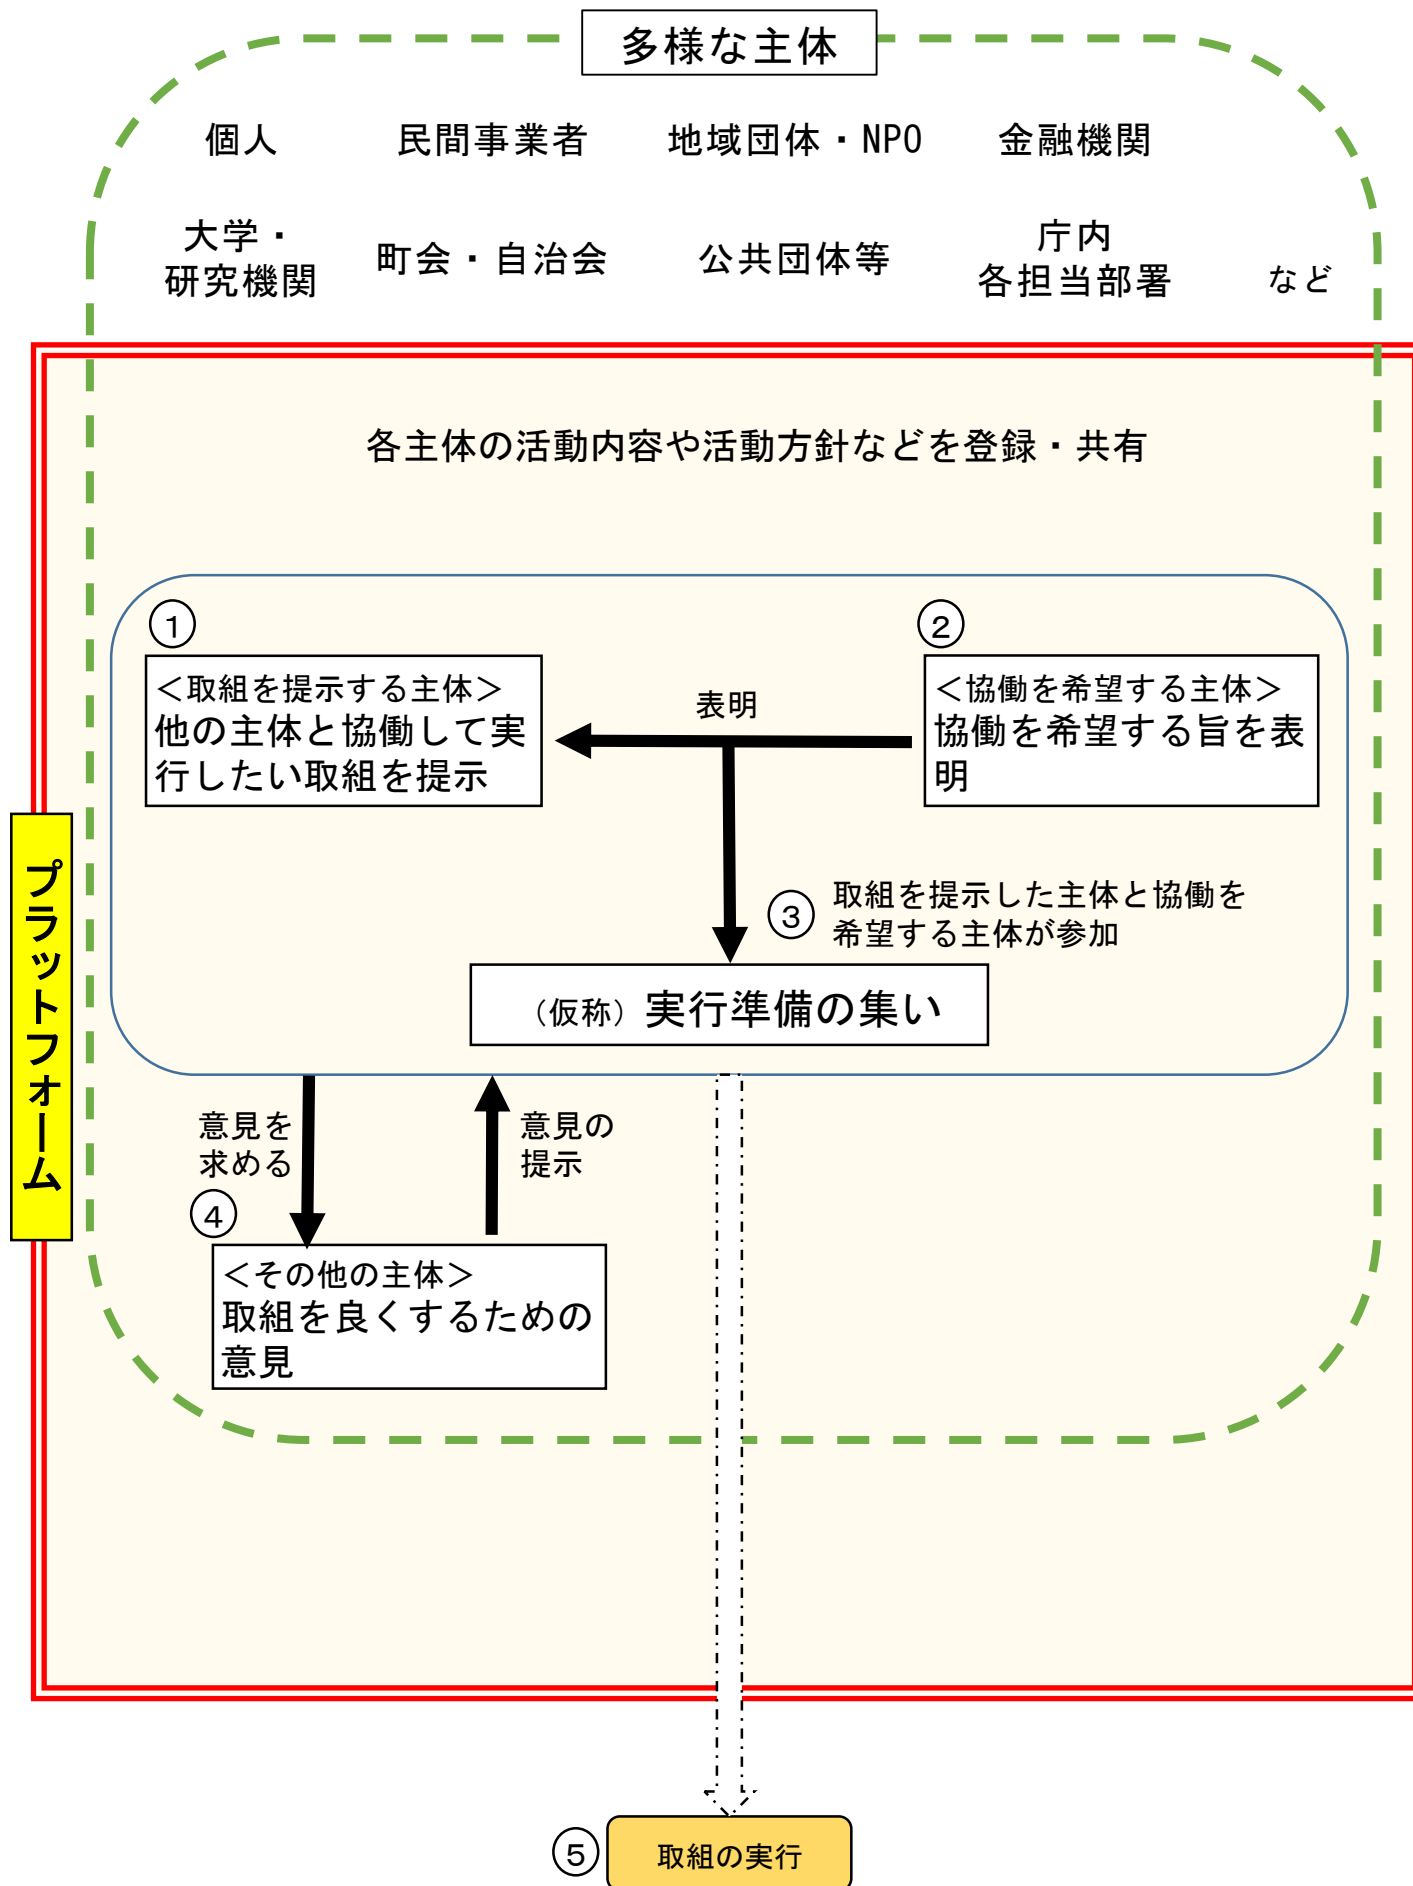 多様な主体
個人
民間事業者
地域団体・NPO
金融機関
大学・
研究機関
町会・自治会
公共団体等
庁内
各担当部署
など
各主体の活動内容や活動方針などを登録・共有
①
＜取組を提示する主体＞
他の主体と協働して実
行したい取組を提示
表明
②
＜協働を希望する主体＞
協働を希望する旨を表
明
③
取組を提示した主体と協働を
希望する主体が参加
（仮称）実行準備の集い
プラットフォーム
意見を
求める
意見の
提示
④
＜その他の主体＞
取組を良くするための
意見
⑤
取組の実行